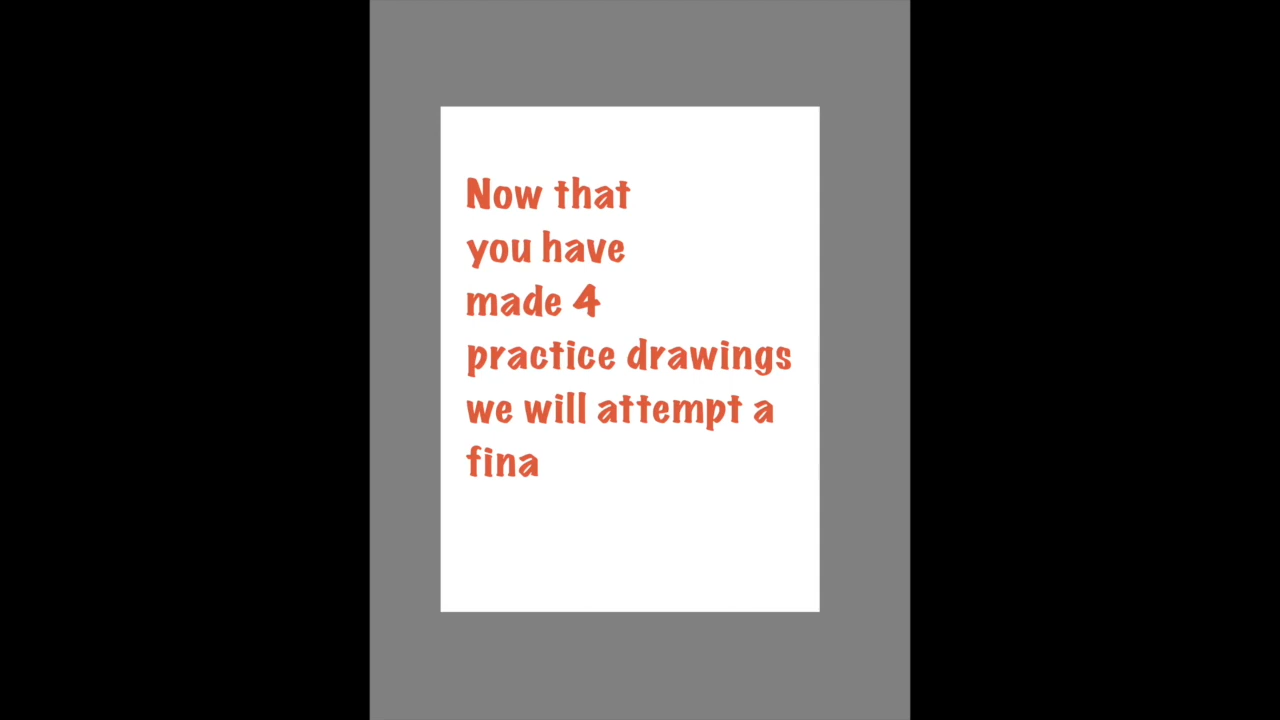 Now that
you have
made 4
practice drawings
we will attempt a
fina